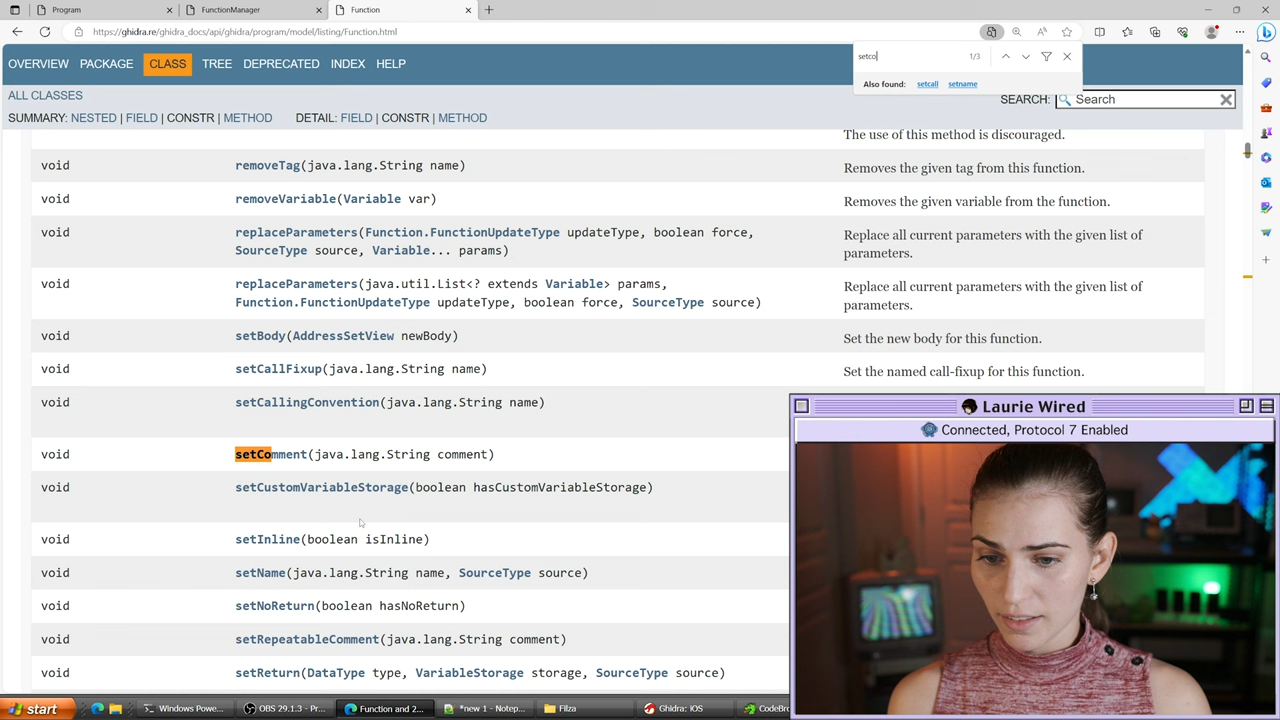 Program
FunctionManager
Function
https://ghidra.re/ghidra_docs/api/ghidra/program/model/listing/Function.html
setco
1/3
Also found: setcall setname
OVERVIEW PACKAGE CLASS TREE DEPRECATED INDEX HELP
ALL CLASSES
SEARCH: Search
SUMMARY: NESTED | FIELD | CONSTR | METHOD DETAIL: FIELD | CONSTR | METHOD
The use of this method is discouraged.
void removeTag(java.lang.String name) Removes the given tag from this function.
void removeVariable(Variable var) Removes the given variable from the function.
void replaceParameters(Function.FunctionUpdateType updateType, boolean force, Replace all current parameters with the given list of
SourceType source, Variable... params) parameters.
void replaceParameters(java.util.List<? extends Variable> params, Replace all current parameters with the given list of
Function.FunctionUpdateType updateType, boolean force, SourceType source) parameters.
void setBody(AddressSetView newBody) Set the new body for this function.
void setCallFixup(java.lang.String name) Set the named call-fixup for this function.
void setCallingConvention(java.lang.String name)
void setComment(java.lang.String comment)
void setCustomVariableStorage(boolean hasCustomVariableStorage)
void setInline(boolean isInline)
void setName(java.lang.String name, SourceType source)
void setNoReturn(boolean hasNoReturn)
void setRepeatableComment(java.lang.String comment)
void setReturn(DataType type, VariableStorage storage, SourceType source)
Laurie Wired
Connected, Protocol 7 Enabled
start
Windows Powe...
OBS 29.1.3 - Pr...
Function and 2...
*new 1 - Notep...
Filza
Ghidra: iOS
CodeBro